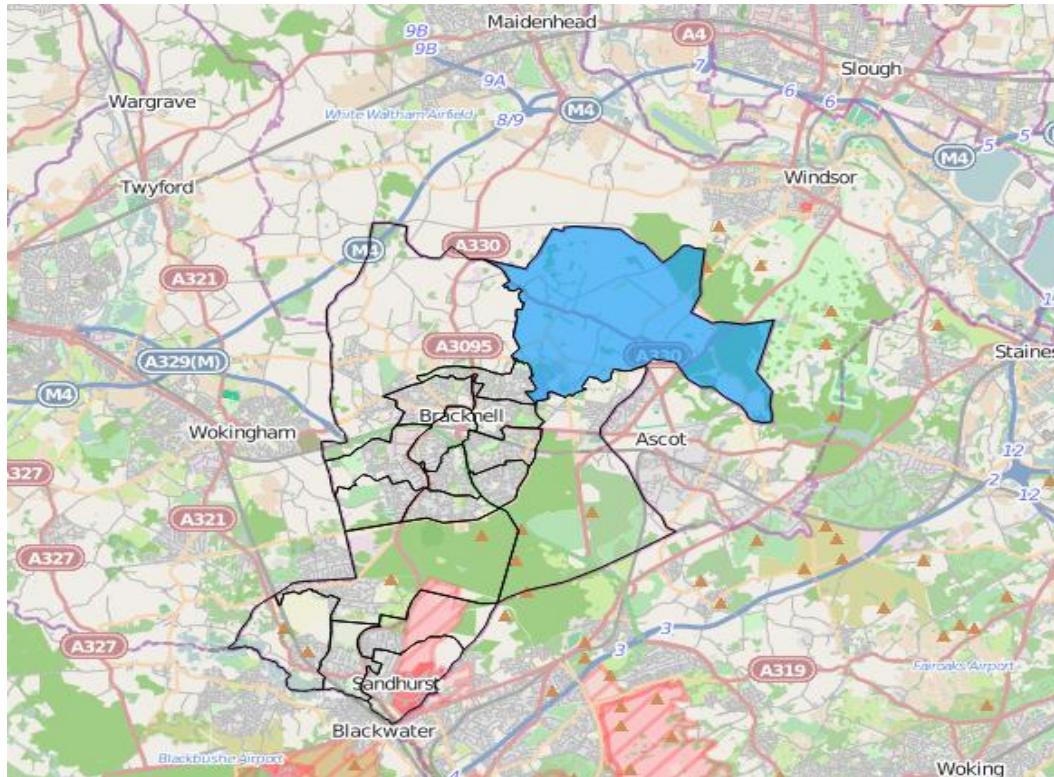 Maidenhead
9B
9B
A4
7
Slough
9A
6
6
Wargrave
M4
White Waltham Airfield
8/9
5
5
M4
Twyford
Windsor
M4
A330
A321
A3095
A330
Staines
A329(M)
M4
Bracknell
Wokingham
Ascot
12
327
2
12
A321
A327
3
3
A327
A319
Fairoaks Airport
Sandhurst
Blackwater
Blackbushe Airport
4
Woking